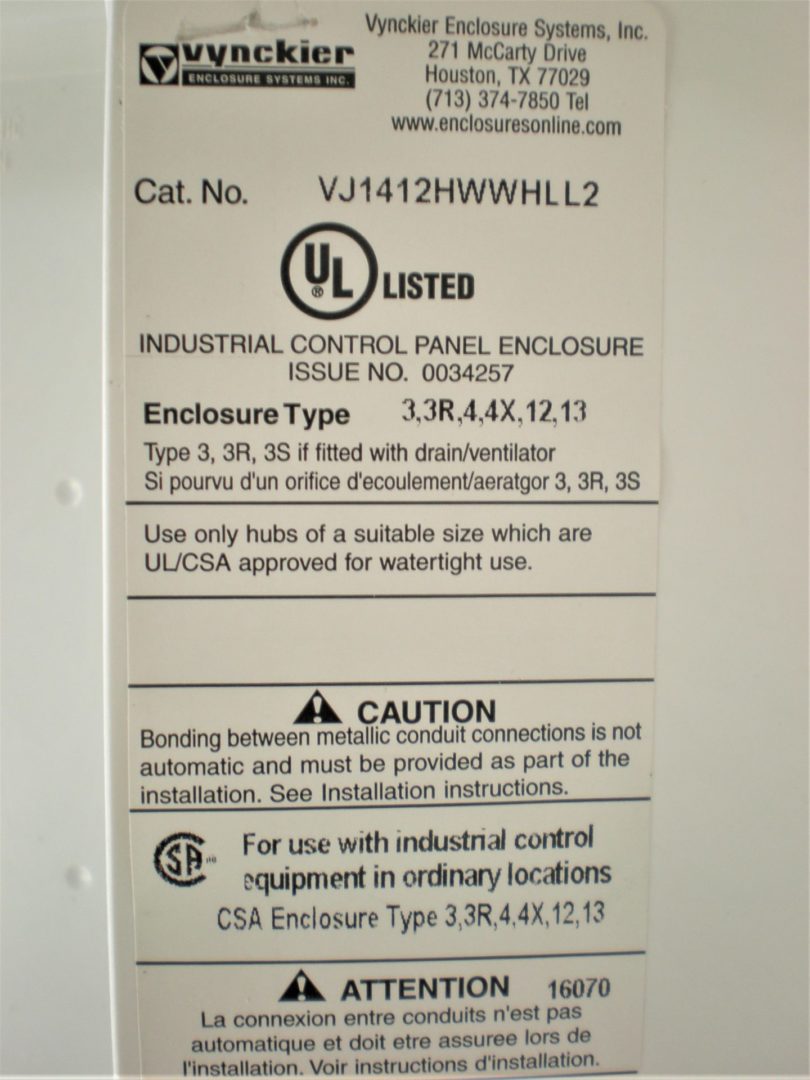 vynckier
ENCLOSURE SYSTEMS INC.
Vynckier Enclosure Systems, Inc.
271 McCarty Drive
Houston, TX 77029
(713) 374-7850 Tel
www.enclosuresonline.com
Cat. No. VJ1412HWWHLL2
UL® LISTED
INDUSTRIAL CONTROL PANEL ENCLOSURE
ISSUE NO. 0034257
Enclosure Type 3,3R,4,4X,12,13
Type 3, 3R, 3S if fitted with drain/ventilator
Si pourvu d'un orifice d'ecoulement/aeratgor 3, 3R, 3S
Use only hubs of a suitable size which are
UL/CSA approved for watertight use.
CAUTION
Bonding between metallic conduit connections is not
automatic and must be provided as part of the
installation. See Installation instructions.
CSA
For use with industrial control
equipment in ordinary locations
CSA Enclosure Type 3,3R,4,4X,12,13
ATTENTION 16070
La connexion entre conduits n'est pas
automatique et doit etre assuree lors de
l'installation. Voir instructions d'installation.